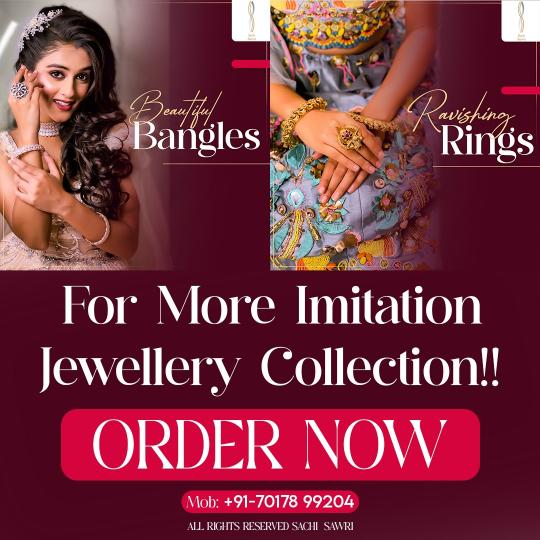 Beautiful
Bangles
Ravishing
Rings
For More Imitation
Jewellery Collection!!
ORDER NOW
Mob: +91-70178 99204
ALL RIGHTS RESERVED SACHI SAWRI